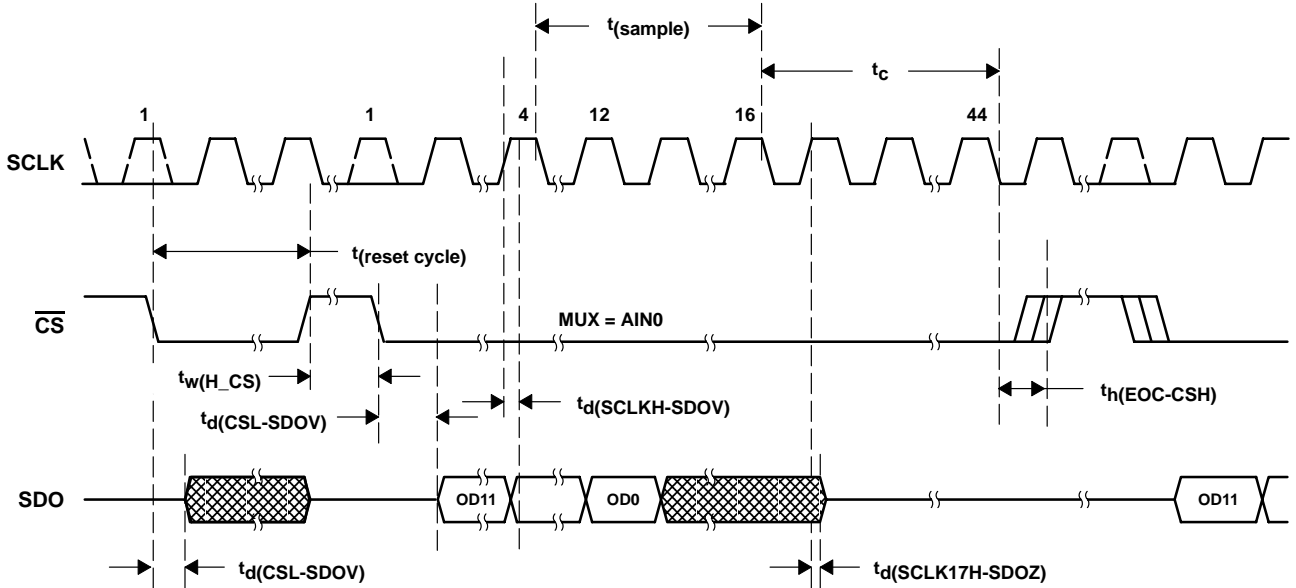 t(sample)
tc
1 1 4 12 16 44
SCLK
t(reset cycle)
CS
MUX = AIN0
tw(H_CS)
td(CSL-SDOV)
td(SCLKH-SDOV)
th(EOC-CSH)
SDO
OD11 OD0 OD11
td(CSL-SDOV)
td(SCLK17H-SDOZ)